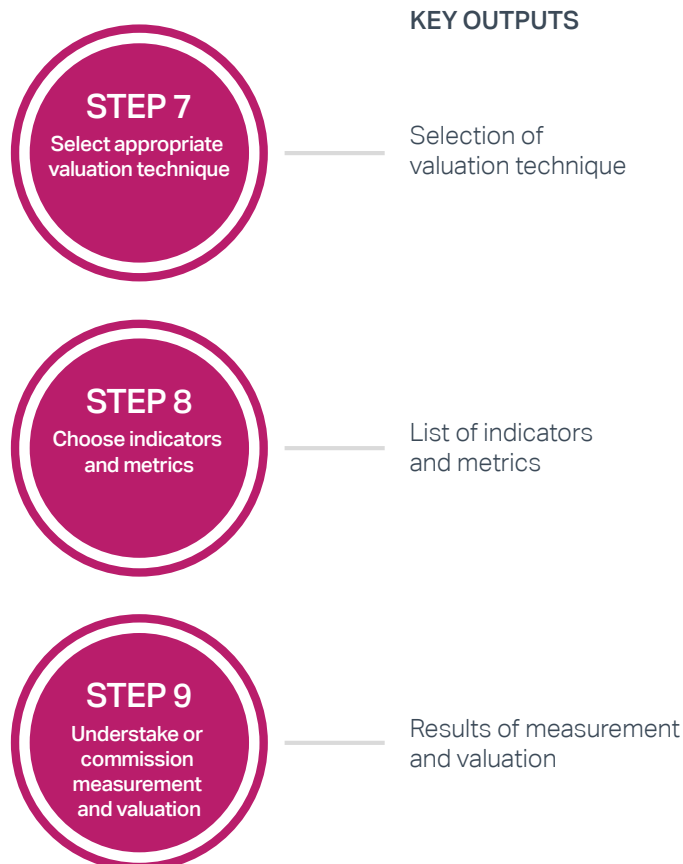 KEY OUTPUTS
STEP 7
Select appropriate
valuation technique
Selection of
valuation technique
STEP 8
Choose indicators
and metrics
List of indicators
and metrics
STEP 9
Understake or
commission
measurement
and valuation
Results of measurement
and valuation